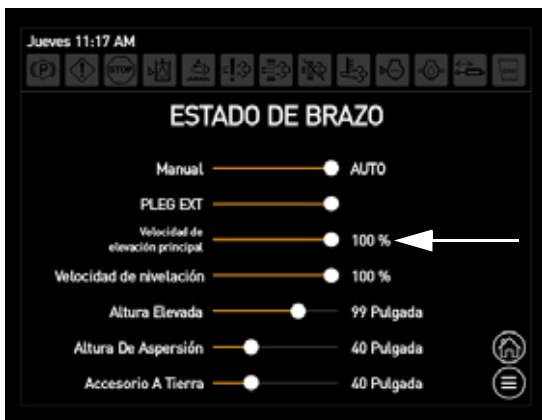 Jueves 11:17 AM
(P) STOP
ESTADO DE BRAZO
Manual AUTO
PLEG EXT
Velocidad de
elevación principal 100 %
Velocidad de nivelación 100 %
Altura Elevada 99 Pulgada
Altura De Aspersión 40 Pulgada
Accesorio A Tierra 40 Pulgada